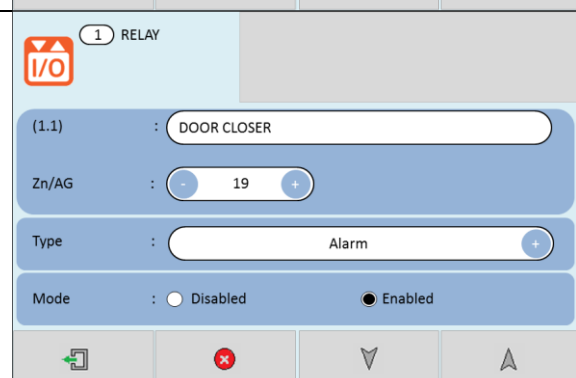 1 RELAY
I/O
(1.1) : DOOR CLOSER
Zn/AG : - 19 +
Type : Alarm +
Mode : Disabled Enabled